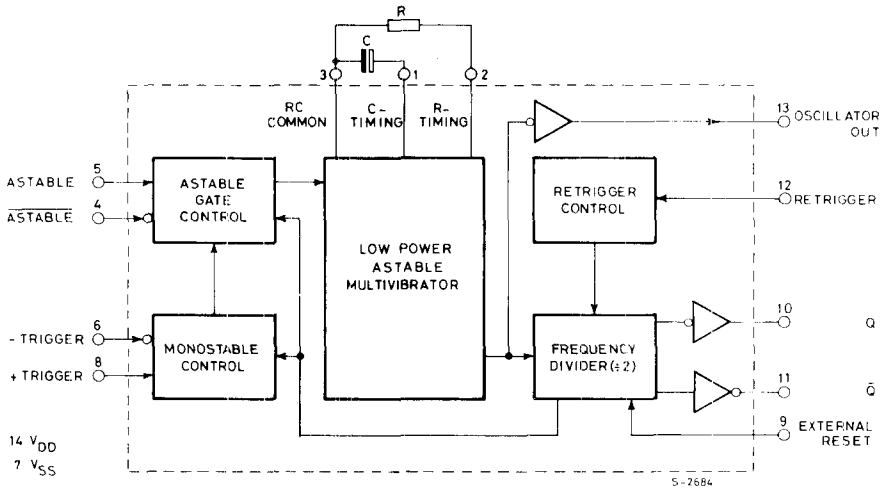 R
C
3
1
2
RC
COMMON
C-
TIMING
R-
TIMING
13
OSCILLATOR
OUT
5
ASTABLE
4
ASTABLE
ASTABLE
GATE
CONTROL
LOW POWER
ASTABLE
MULTIVIBRATOR
RETRIGGER
CONTROL
12
RETRIGGER
6
- TRIGGER
8
+ TRIGGER
MONOSTABLE
CONTROL
FREQUENCY
DIVIDER(÷2)
10
Q
11
Q̄
9
EXTERNAL
RESET
14 VDD
7 VSS
S-2684